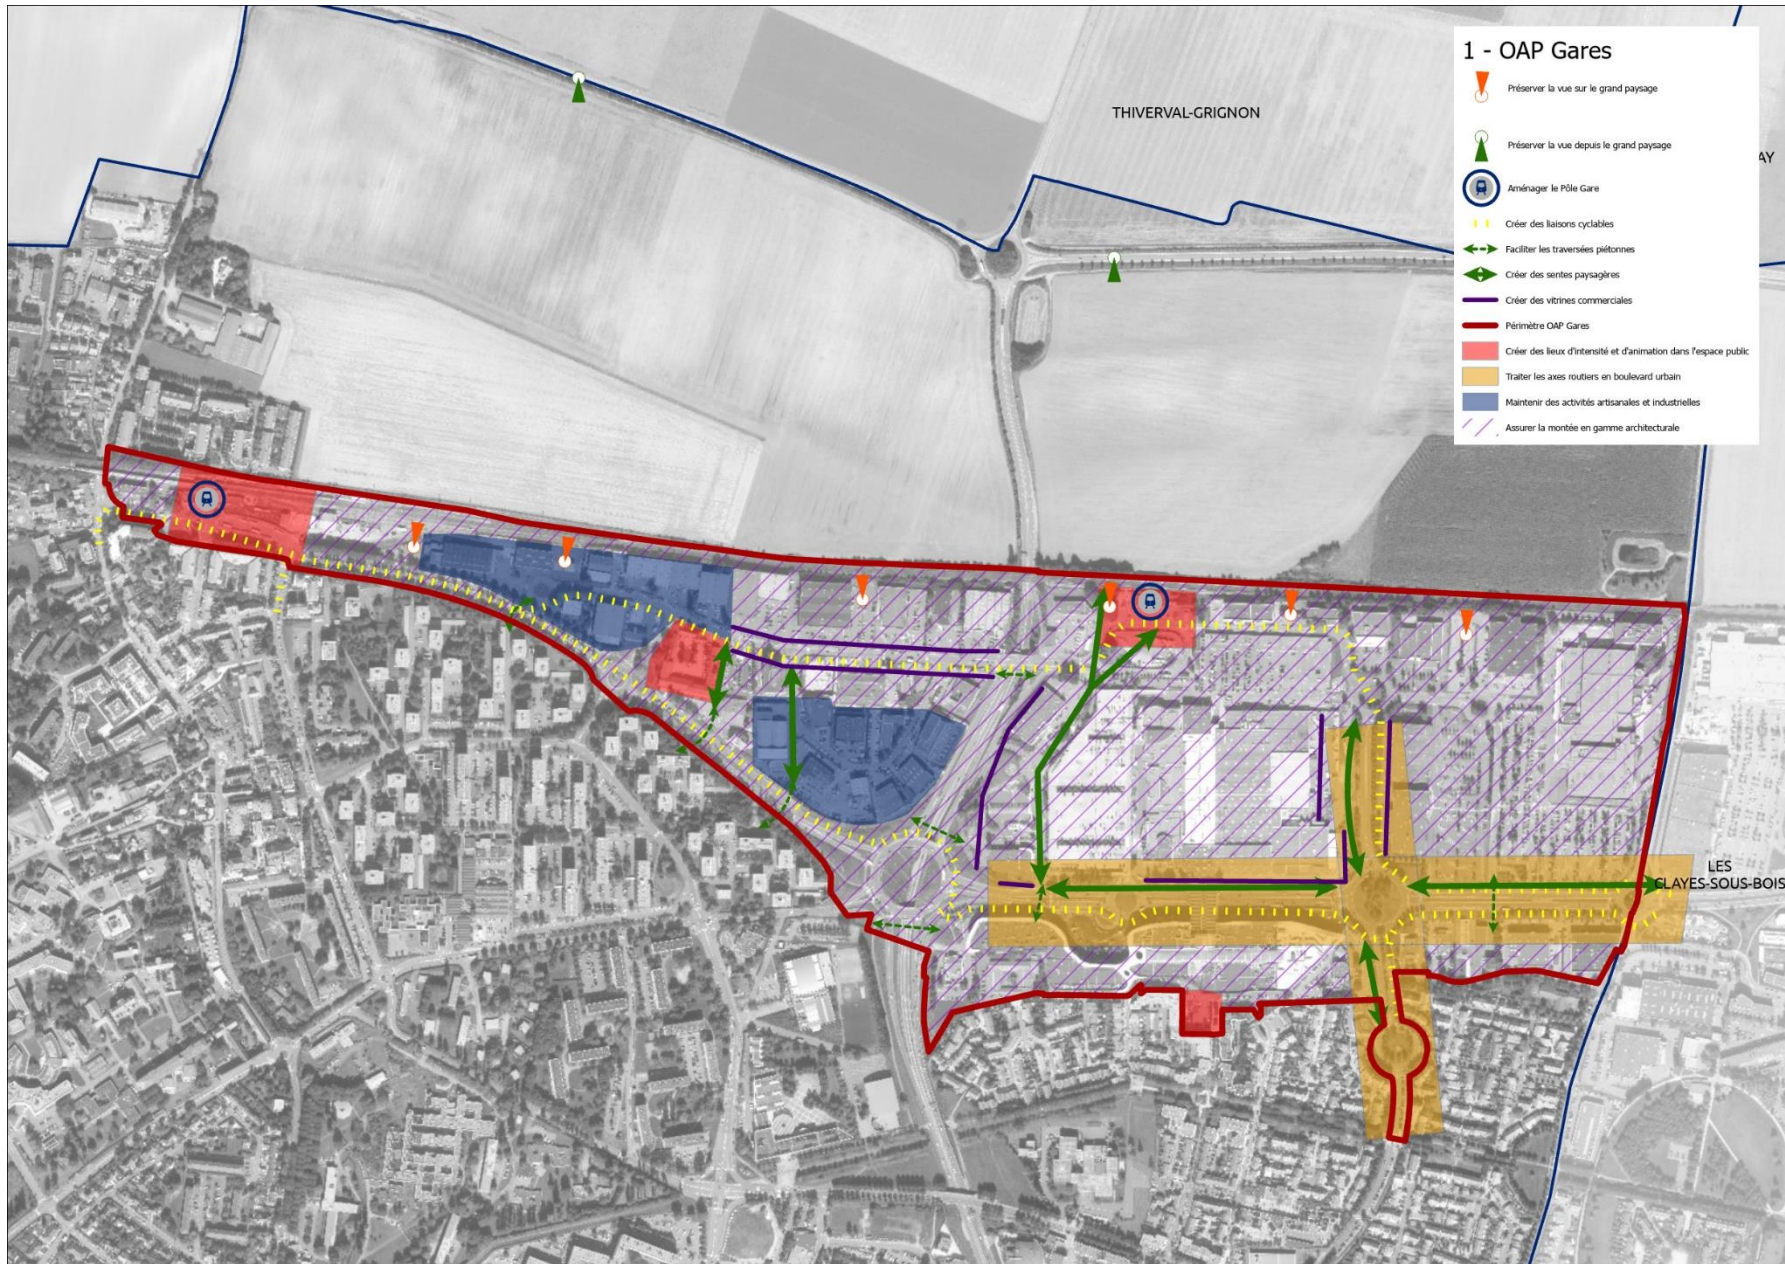 1 - OAP Gares
Préserver la vue sur le grand paysage
Préserver la vue depuis le grand paysage
Aménager le Pôle Gare
Créer des liaisons cyclables
Faciliter les traversées piétonnes
Créer des sentes paysagères
Créer des vitrines commerciales
Périmètre OAP Gares
Créer des lieux d'intensité et d'animation dans l'espace public
Traiter les axes routiers en boulevard urbain
Maintenir des activités artisanales et industrielles
Assurer la montée en gamme architecturale
THIVERVAL-GRIGNON
AY
LES
CLAYES-SOUS-BOIS